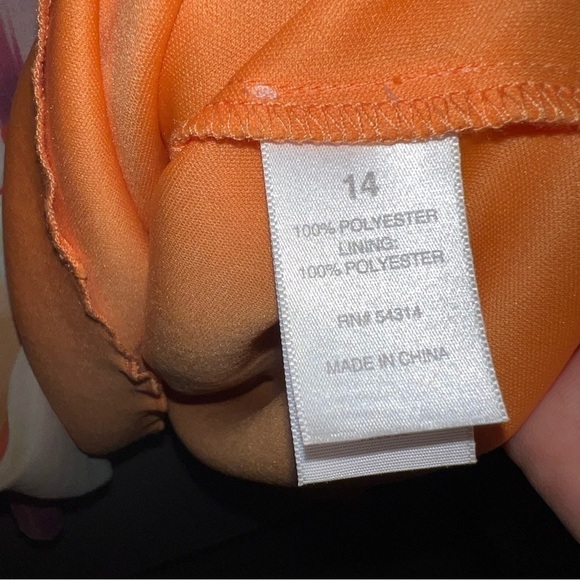 14
100% POLYESTER
LINING:
100% POLYESTER
RN# 54314
MADE IN CHINA